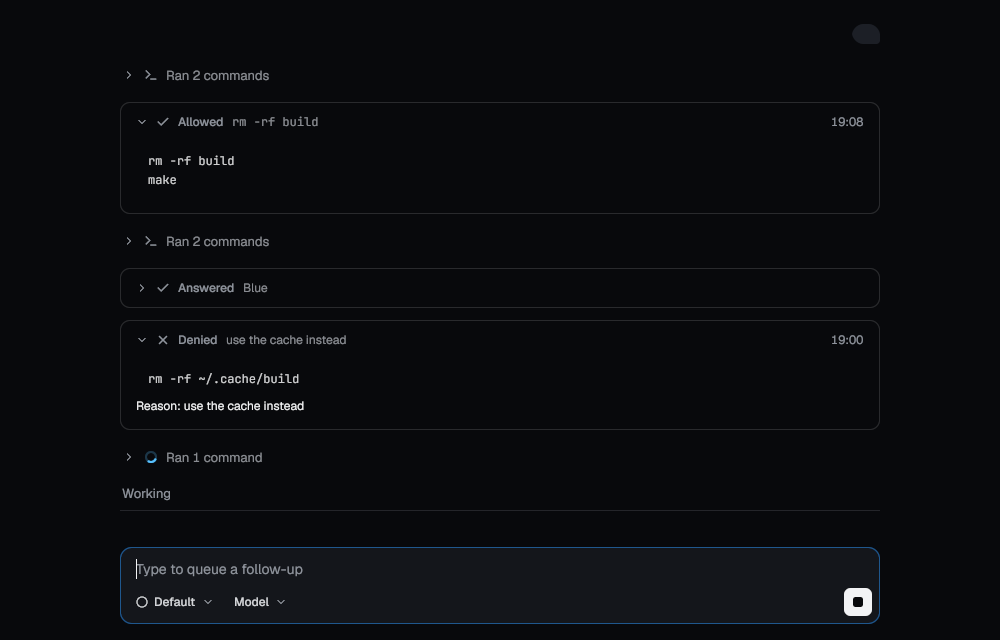 Ran 2 commands
Allowed rm -rf build 19:08
rm -rf build
make
Ran 2 commands
Answered Blue
Denied use the cache instead 19:00
rm -rf ~/.cache/build
Reason: use the cache instead
Ran 1 command
Working
Type to queue a follow-up
Default Model